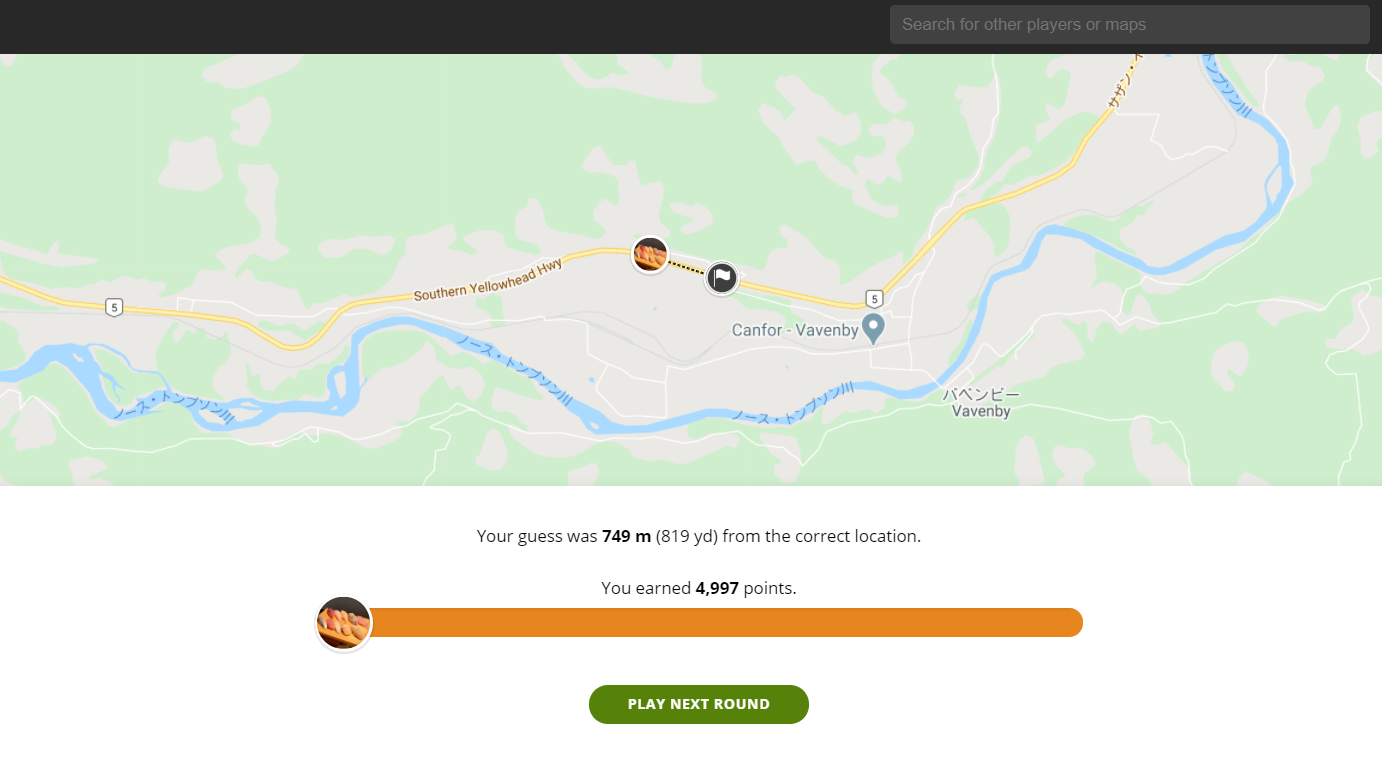 Search for other players or maps
サザン・イ
トンプソン川
5
Southern Yellowhead Hwy
5
Canfor - Vavenby
ノース・トンプソン川
ノース・トンプソン川
ノース・トンプソン川
バベンビー
Vavenby
Your guess was 749 m (819 yd) from the correct location.
You earned 4,997 points.
PLAY NEXT ROUND